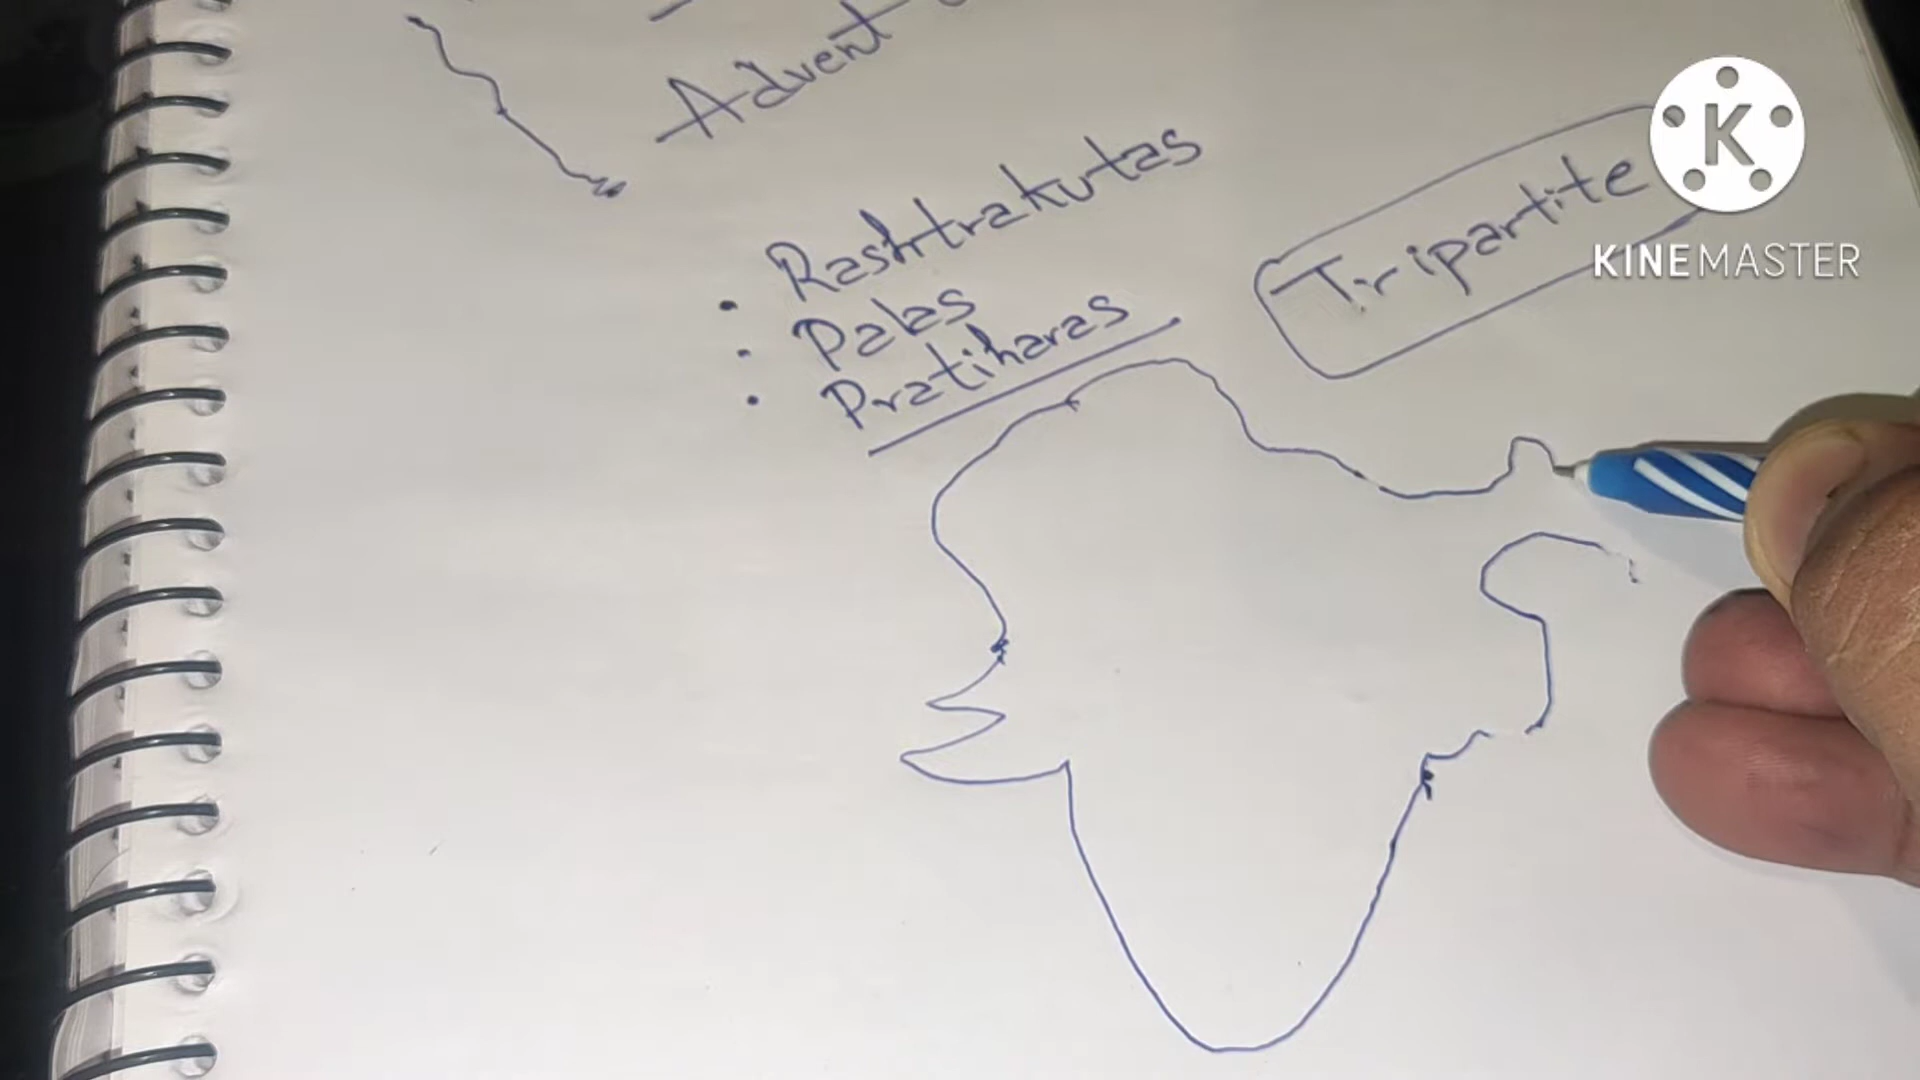 Advent
• Rashtrakutas
• Palas
• Pratiharas
Tripartite
K
KINEMASTER